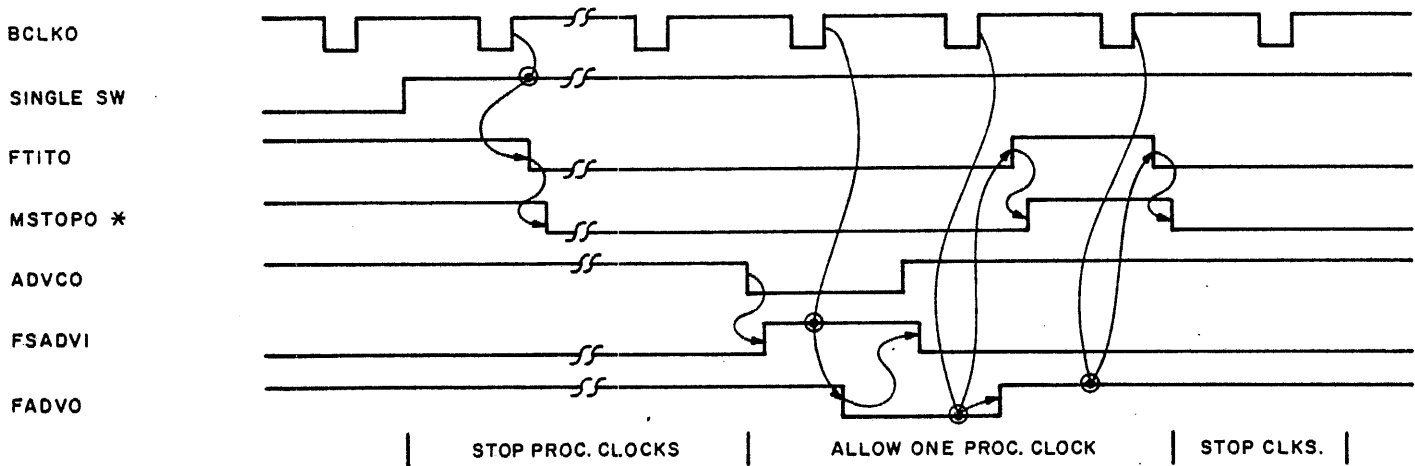 BCLKO
SINGLE SW
FTITO
MSTOPO *
ADVCO
FSADVI
FADVO
STOP PROC. CLOCKS
ALLOW ONE PROC. CLOCK
STOP CLKS.